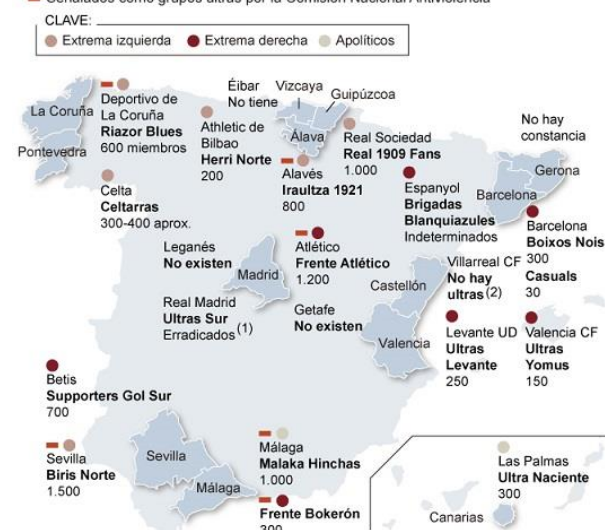 Señalados como grupos ultras por la Comisión Nacional Antiviolencia
CLAVE:
Extrema izquierda Extrema derecha Apolíticos
La Coruña
Pontevedra
Deportivo de
La Coruña
Riazor Blues
600 miembros
Celta
Celtarras
300-400 aprox.
Athletic de
Bilbao
Herri Norte
200
Éibar
No tiene
Vizcaya
Guipúzcoa
Álava
Alavés
Iraultza 1921
800
Real Sociedad
Real 1909 Fans
1.000
Espanyol
Brigadas
Blanquiazules
Indeterminados
No hay
constancia
Gerona
Barcelona
Barcelona
Boixos Nois
300
Casuals
30
Leganés
No existen
Madrid
Atlético
Frente Atlético
1.200
Real Madrid
Ultras Sur
Erradicados (1)
Getafe
No existen
Castellón
Valencia
Villarreal CF
No hay
ultras (2)
Levante UD
Ultras
Levante
250
Valencia CF
Ultras
Yomus
150
Betis
Supporters Gol Sur
700
Sevilla
Biris Norte
1.500
Sevilla
Málaga
Málaga
Malaka Hinchas
1.000
Frente Bokerón
300
Las Palmas
Ultra Naciente
300
Canarias